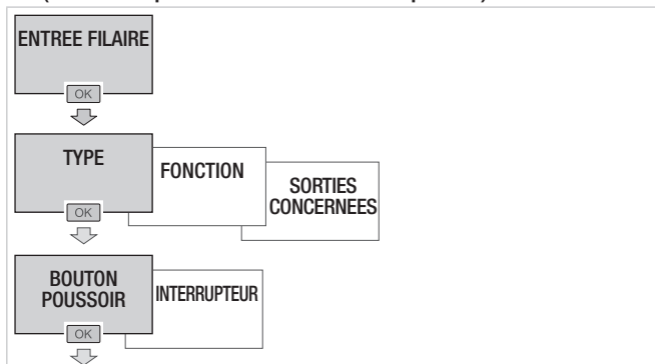 ENTREE FILAIRE
OK
TYPE
FONCTION
SORTIES
CONCERNEES
OK
BOUTON
POUSSOIR
INTERRUPTEUR
OK